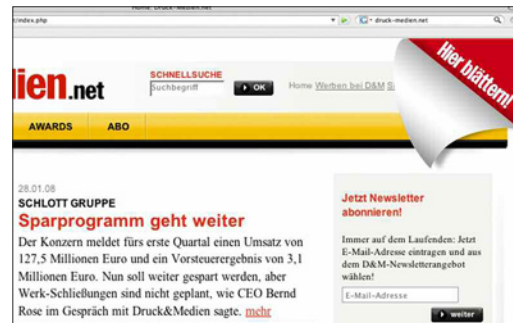 Home: Druck-medien.net
t/index.php
druck-medien.net
lien.net
SCHNELLSUCHE
Suchbegriff
OK
Home Werben bei D&M
Hier blättern!
AWARDS ABO
28.01.08
SCHLOTT GRUPPE
Sparprogramm geht weiter
Der Konzern meldet fürs erste Quartal einen Umsatz von
127,5 Millionen Euro und ein Vorsteuerergebnis von 3,1
Millionen Euro. Nun soll weiter gespart werden, aber
Werk-Schließungen sind nicht geplant, wie CEO Bernd
Rose im Gespräch mit Druck&Medien sagte. mehr
Jetzt Newsletter
abonnieren!
Immer auf dem Laufenden: Jetzt
E-Mail-Adresse eintragen und aus
dem D&M-Newsletterangebot
wählen!
E-Mail-Adresse
weiter